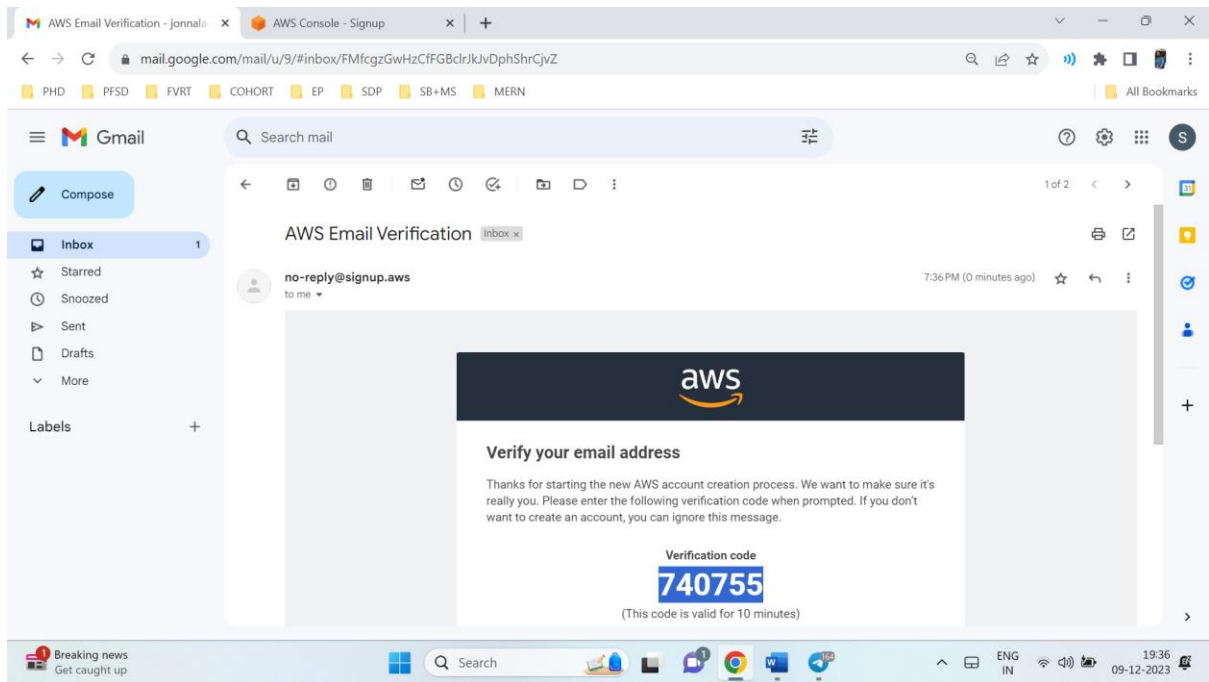 AWS Email Verification - jonnala
AWS Console - Signup
mail.google.com/mail/u/9/#inbox/FMfcgzGwHzCfFGBclrJkJvDphShrCjvZ
PHD PFSD FVRT COHORT EP SDP SB+MS MERN All Bookmarks
Gmail
Search mail
S
Compose
1 of 2
31
AWS Email Verification Inbox x
Inbox 1
Starred
Snoozed
Sent
Drafts
More
Labels
no-reply@signup.aws 7:36 PM (0 minutes ago)
to me
aws
Verify your email address
Thanks for starting the new AWS account creation process. We want to make sure it's
really you. Please enter the following verification code when prompted. If you don't
want to create an account, you can ignore this message.
Verification code
740755
(This code is valid for 10 minutes)
1
Breaking news
Get caught up
Search
1
ENG
IN
19:36
09-12-2023